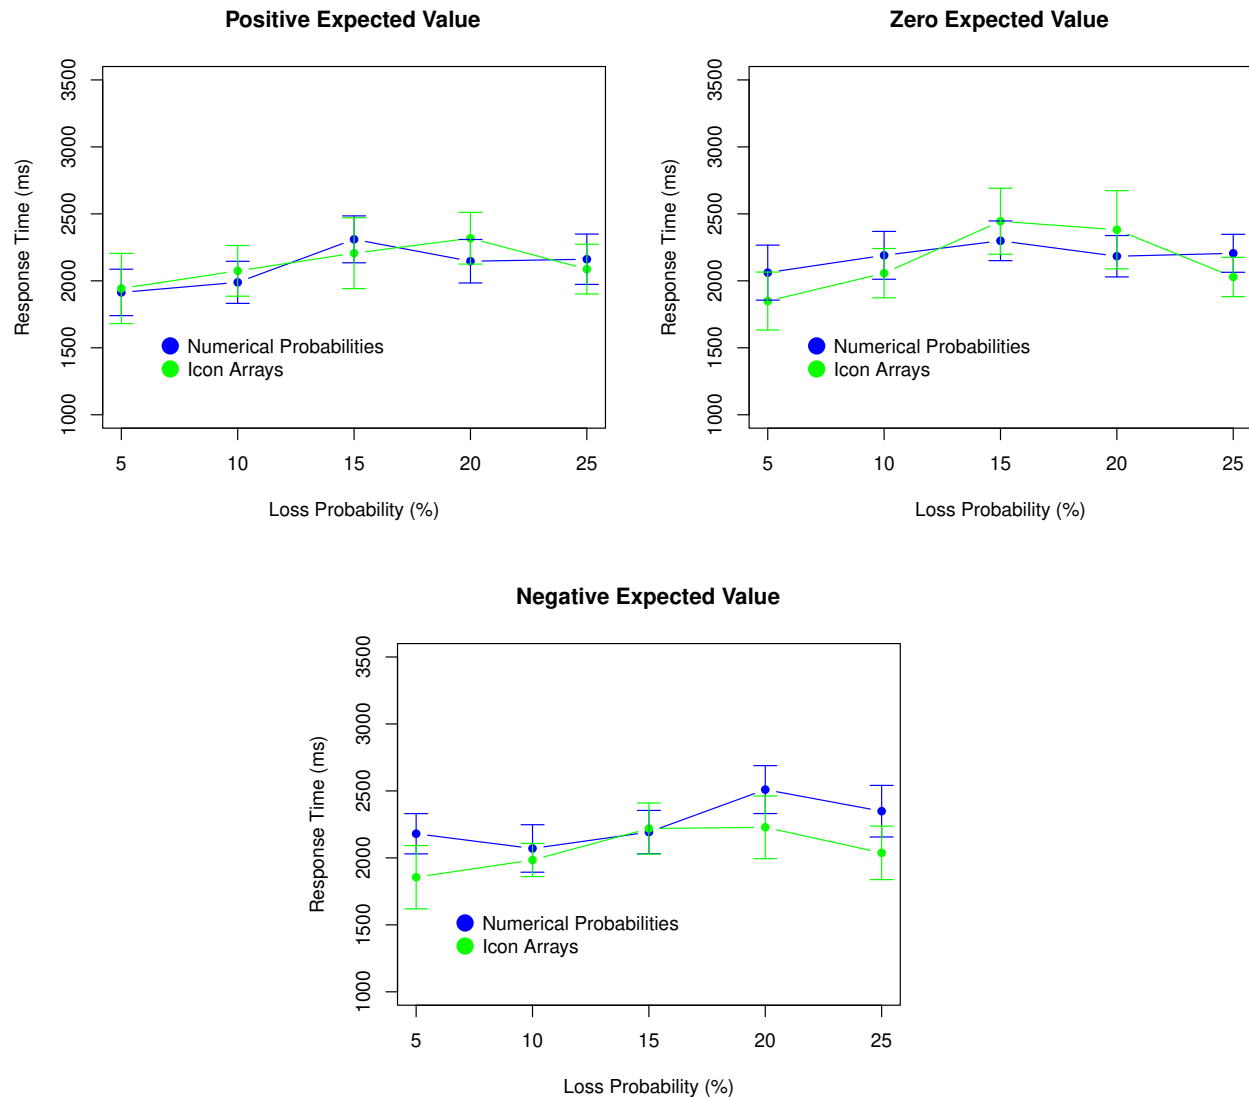 Positive Expected Value
Response Time (ms)
3500
3000
2500
2000
1500
1000
Numerical Probabilities
Icon Arrays
5 10 15 20 25
Loss Probability (%)
Zero Expected Value
Response Time (ms)
3500
3000
2500
2000
1500
1000
Numerical Probabilities
Icon Arrays
5 10 15 20 25
Loss Probability (%)
Negative Expected Value
Response Time (ms)
3500
3000
2500
2000
1500
1000
Numerical Probabilities
Icon Arrays
5 10 15 20 25
Loss Probability (%)